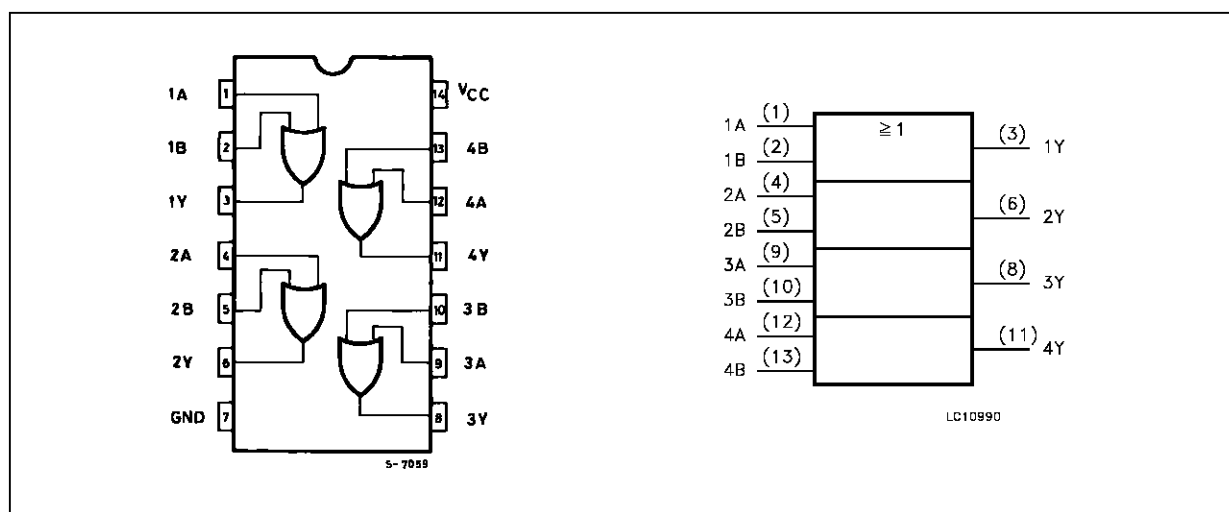 1A 1 14 VCC
1B 2 13 4B
1Y 3 12 4A
2A 4 11 4Y
2B 5 10 3B
2Y 6 9 3A
GND 7 8 3Y
S-7059
≧1
1A (1) (3) 1Y
1B (2)
2A (4) (6) 2Y
2B (5)
3A (9) (8) 3Y
3B (10)
4A (12) (11) 4Y
4B (13)
LC10990